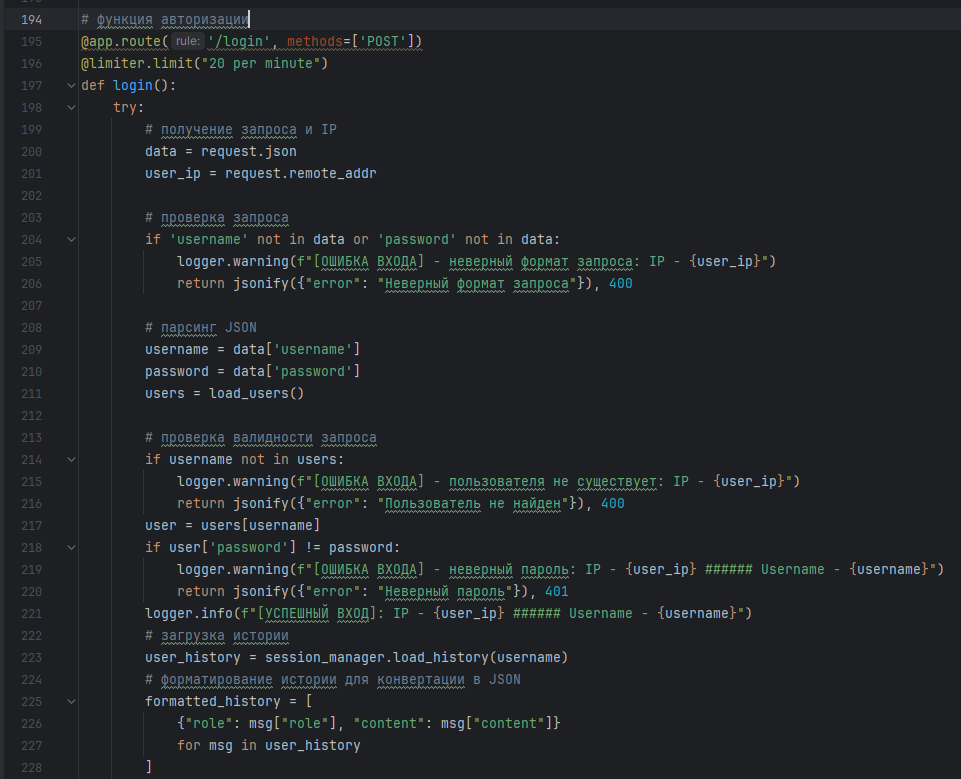 194 # функция авторизации
195 @app.route( rule: '/login', methods=['POST'])
196 @limiter.limit("20 per minute")
197 def login():
198 try:
199 # получение запроса и IP
200 data = request.json
201 user_ip = request.remote_addr
202
203 # проверка запроса
204 if 'username' not in data or 'password' not in data:
205 logger.warning(f"[ОШИБКА ВХОДА] - неверный формат запроса: IP - {user_ip}")
206 return jsonify({"error": "Неверный формат запроса"}), 400
207
208 # парсинг JSON
209 username = data['username']
210 password = data['password']
211 users = load_users()
212
213 # проверка валидности запроса
214 if username not in users:
215 logger.warning(f"[ОШИБКА ВХОДА] - пользователя не существует: IP - {user_ip}")
216 return jsonify({"error": "Пользователь не найден"}), 400
217 user = users[username]
218 if user['password'] != password:
219 logger.warning(f"[ОШИБКА ВХОДА] - неверный пароль: IP - {user_ip} ###### Username - {username}")
220 return jsonify({"error": "Неверный пароль"}), 401
221 logger.info(f"[УСПЕШНЫЙ ВХОД]: IP - {user_ip} ###### Username - {username}")
222 # загрузка истории
223 user_history = session_manager.load_history(username)
224 # форматирование истории для конвертации в JSON
225 formatted_history = [
226 {"role": msg["role"], "content": msg["content"]}
227 for msg in user_history
228 ]